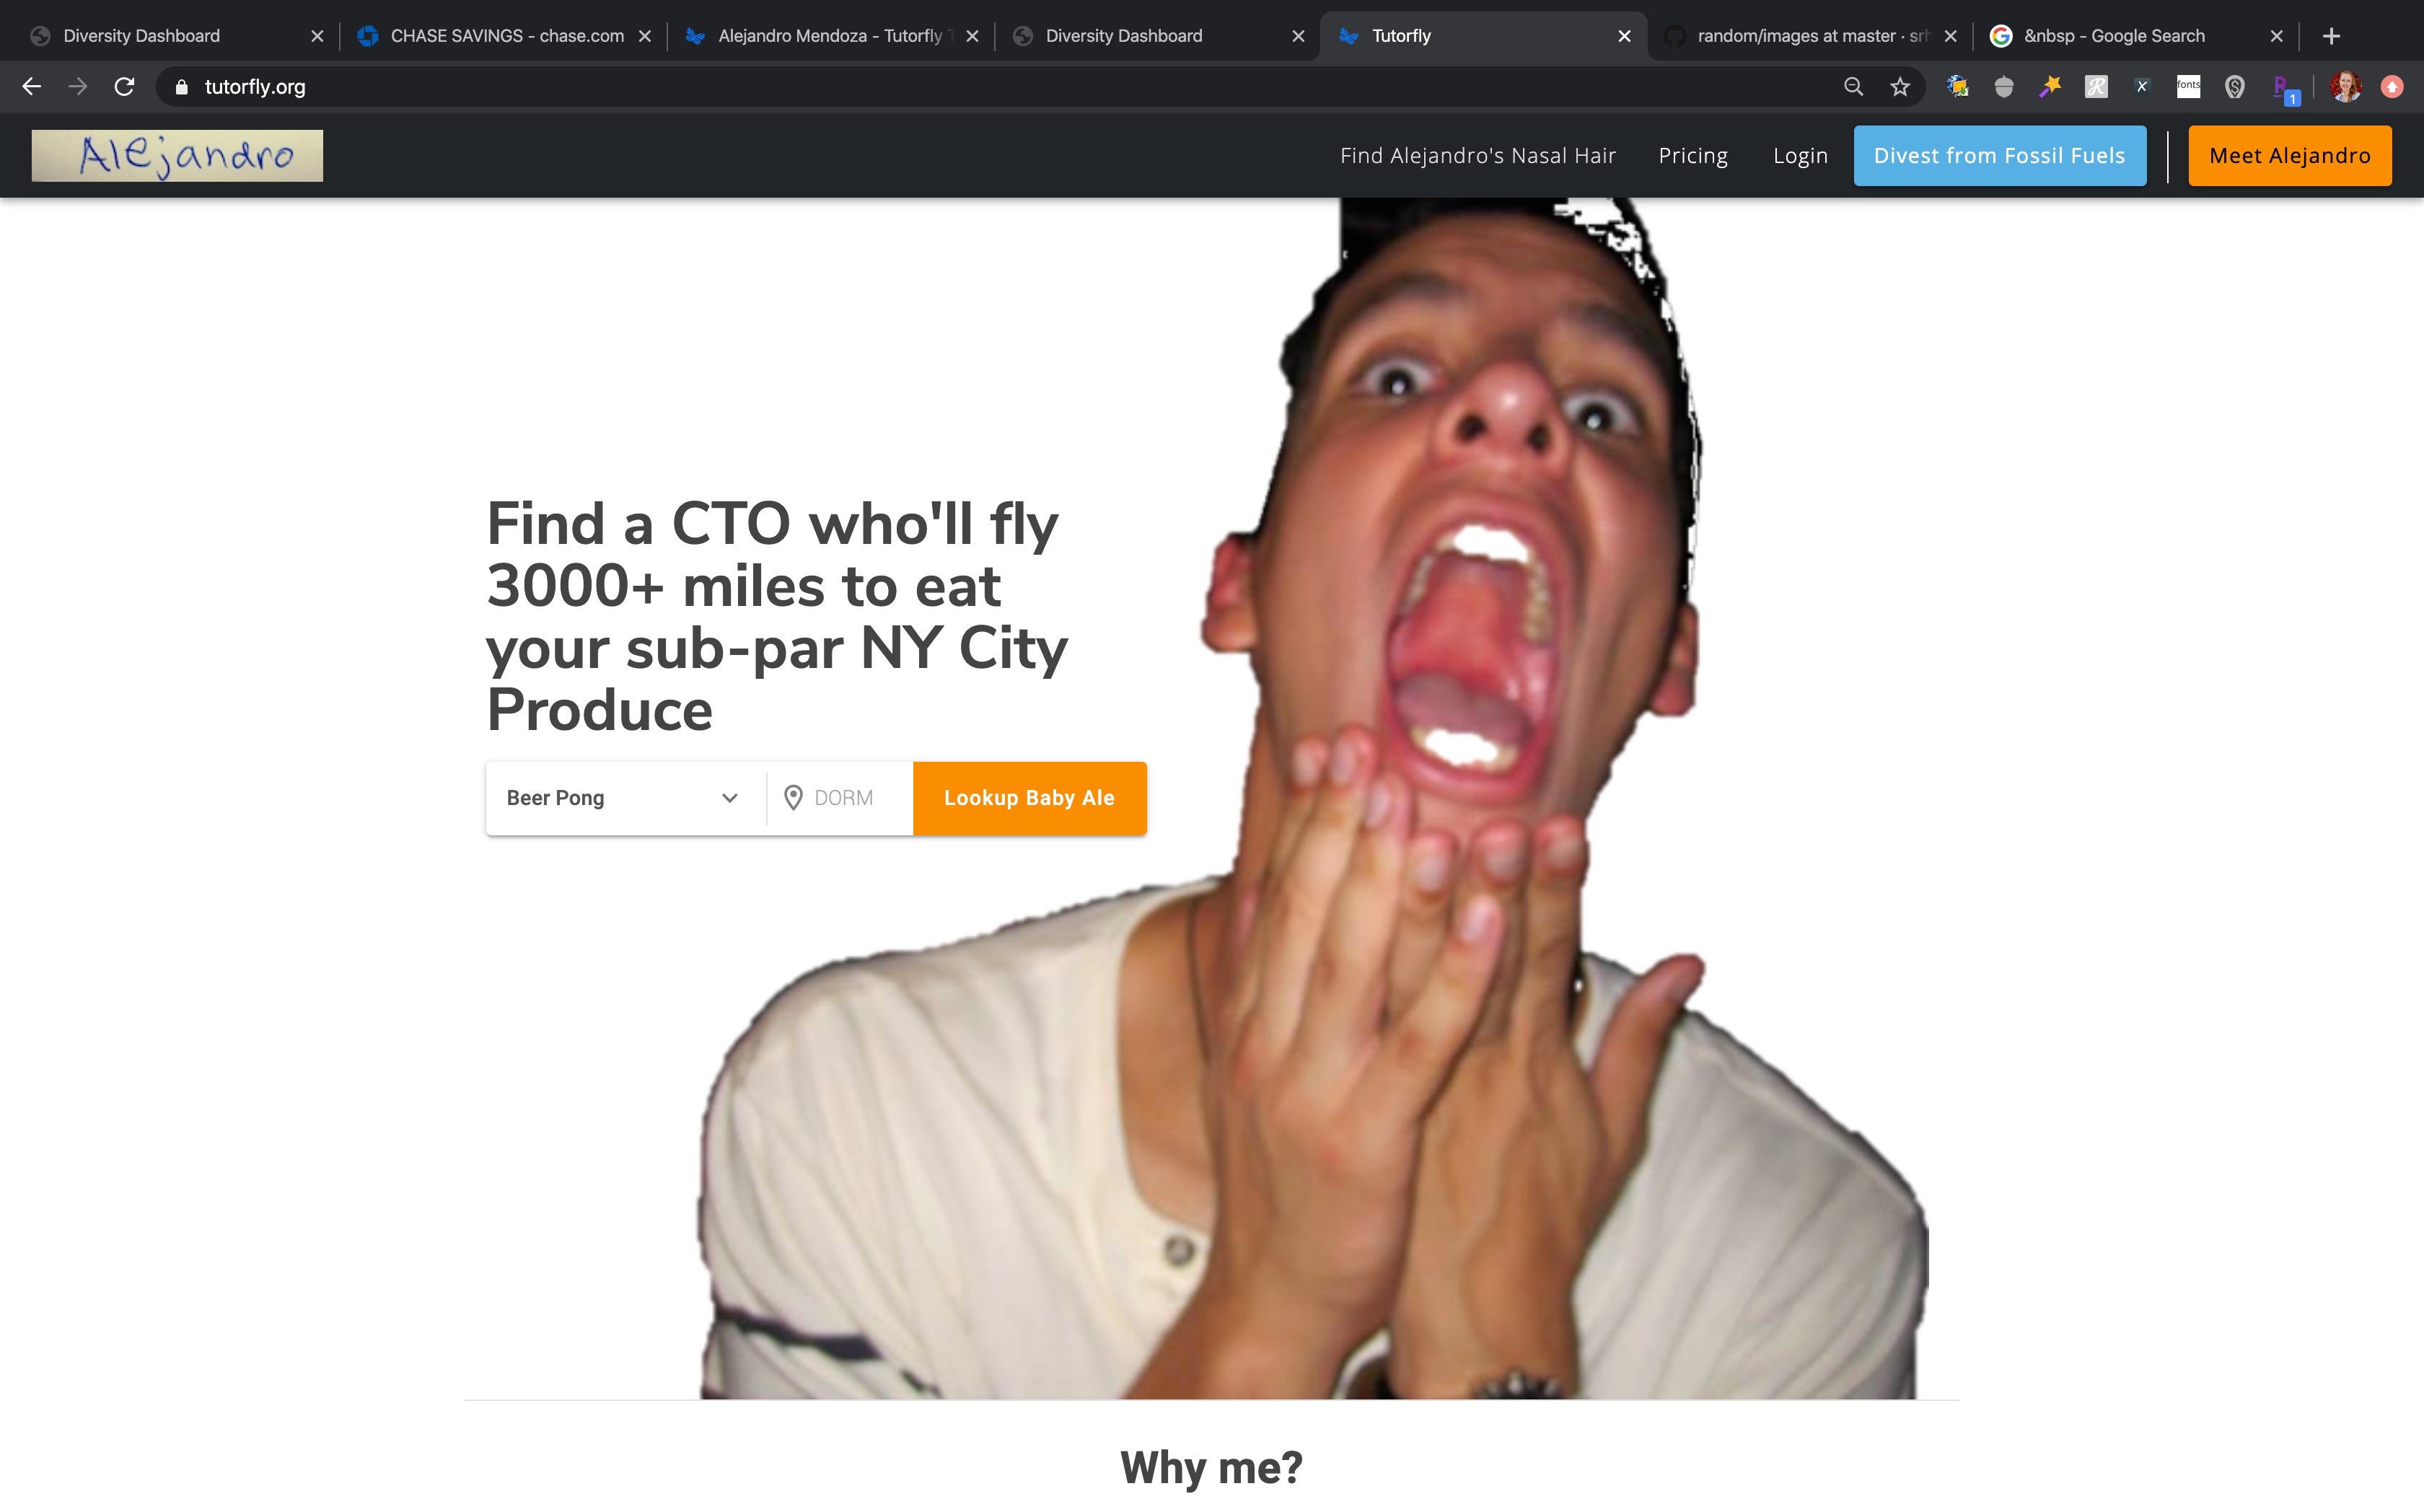 Diversity Dashboard
CHASE SAVINGS - chase.com
Alejandro Mendoza - Tutorfly
Diversity Dashboard
Tutorfly
random/images at master · srh
&nbsp - Google Search
tutorfly.org
fonts
1
Alejandro
Find Alejandro's Nasal Hair
Pricing
Login
Divest from Fossil Fuels
Meet Alejandro
Find a CTO who'll fly
3000+ miles to eat
your sub-par NY City
Produce
Beer Pong
DORM
Lookup Baby Ale
Why me?